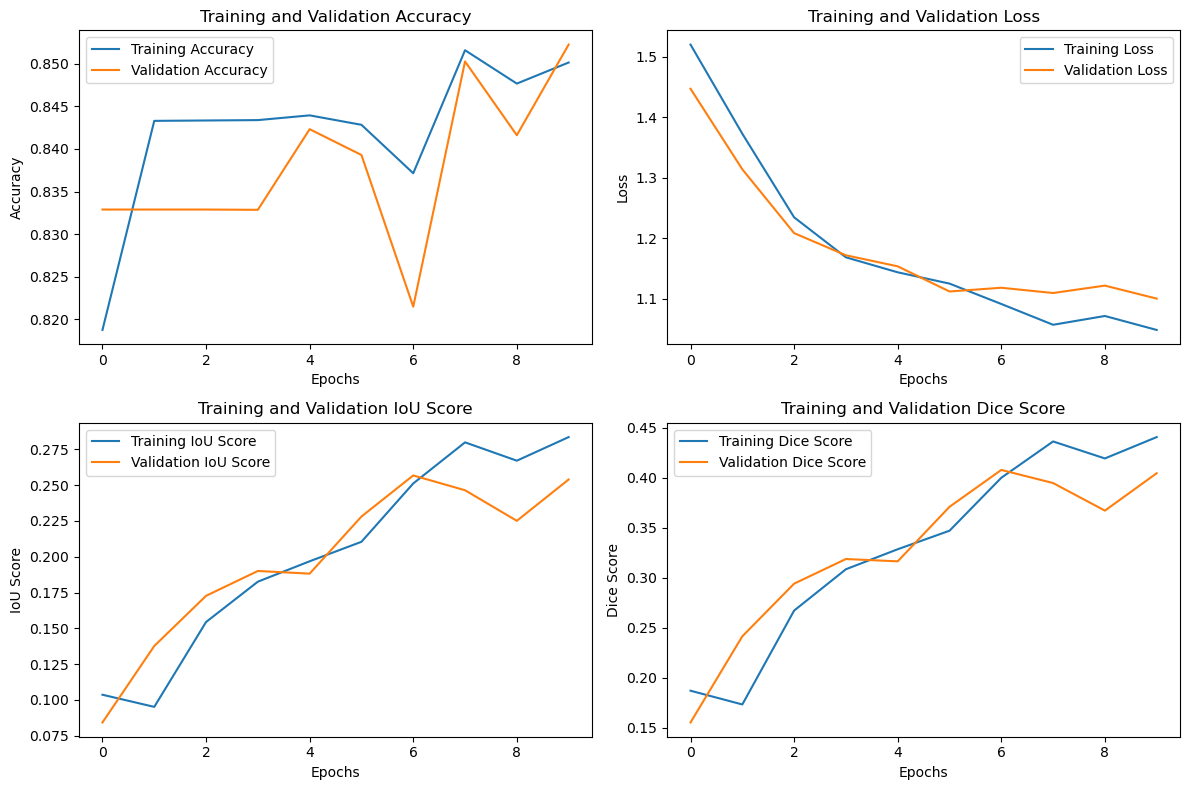 Training and Validation Accuracy
Training Accuracy
Validation Accuracy
Accuracy
0.850
0.845
0.840
0.835
0.830
0.825
0.820
0 2 4 6 8
Epochs
Training and Validation Loss
Training Loss
Validation Loss
Loss
1.5
1.4
1.3
1.2
1.1
0 2 4 6 8
Epochs
Training and Validation IoU Score
Training IoU Score
Validation IoU Score
IoU Score
0.275
0.250
0.225
0.200
0.175
0.150
0.125
0.100
0.075
0 2 4 6 8
Epochs
Training and Validation Dice Score
Training Dice Score
Validation Dice Score
Dice Score
0.45
0.40
0.35
0.30
0.25
0.20
0.15
0 2 4 6 8
Epochs